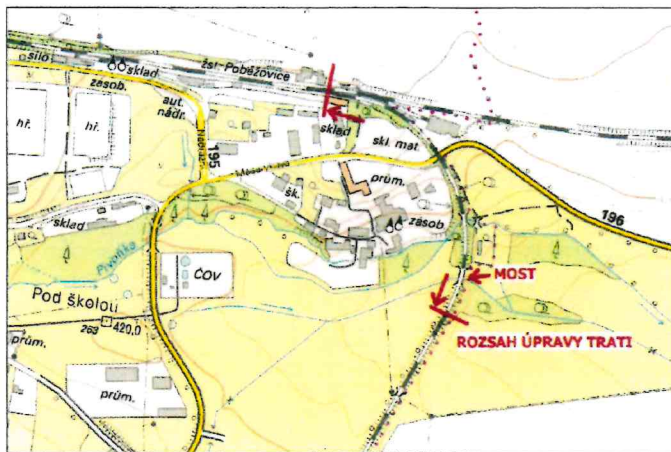 silo
sklad
žst. Poběžovice
zásob.
aut.
nádr.
hř.
hř.
195
sklad
skl. mat.
prům.
šk.
zásob.
196
sklad
Pivoňka
ČOV
MOST
Pod školou
263
420,0
ROZSAH ÚPRAVY TRATI
prům.
prům.